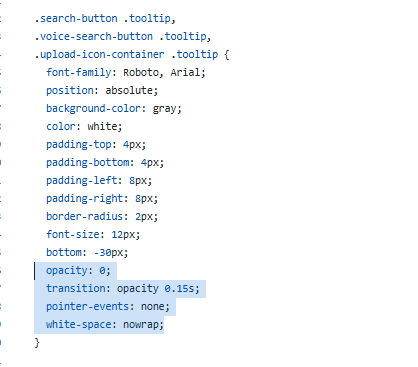 .search-button .tooltip,
.voice-search-button .tooltip,
.upload-icon-container .tooltip {
font-family: Roboto, Arial;
position: absolute;
background-color: gray;
color: white;
padding-top: 4px;
padding-bottom: 4px;
padding-left: 8px;
padding-right: 8px;
border-radius: 2px;
font-size: 12px;
bottom: -30px;
opacity: 0;
transition: opacity 0.15s;
pointer-events: none;
white-space: nowrap;
}